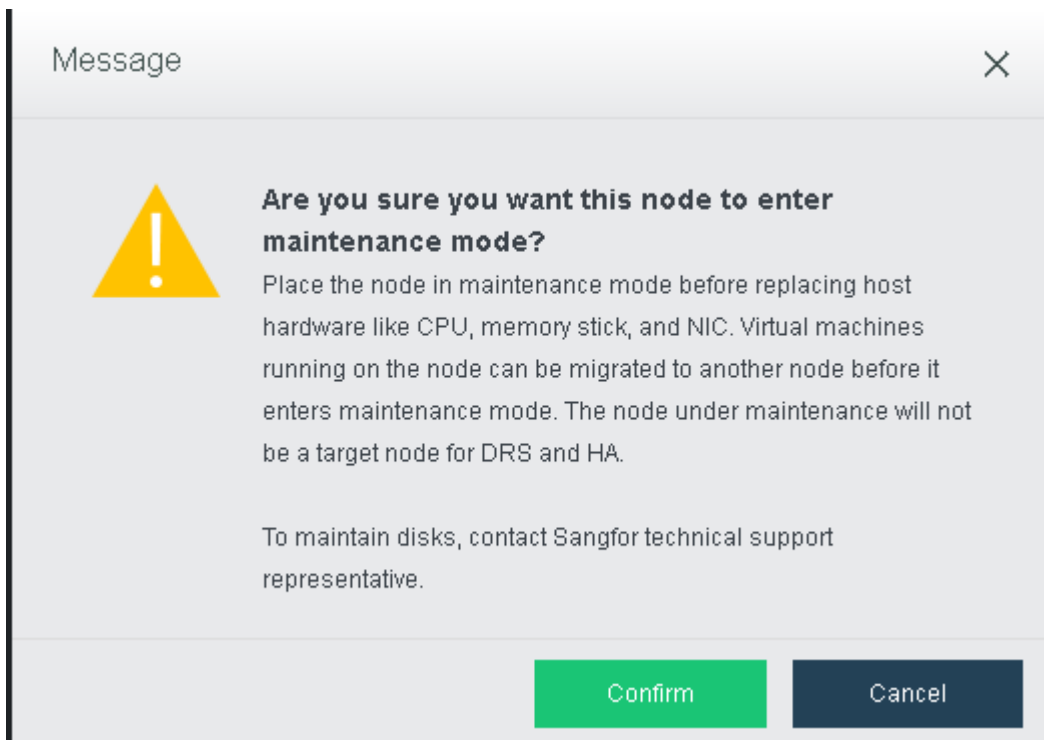 Message
Are you sure you want this node to enter
maintenance mode?
Place the node in maintenance mode before replacing host
hardware like CPU, memory stick, and NIC. Virtual machines
running on the node can be migrated to another node before it
enters maintenance mode. The node under maintenance will not
be a target node for DRS and HA.
To maintain disks, contact Sangfor technical support
representative.
Confirm
Cancel